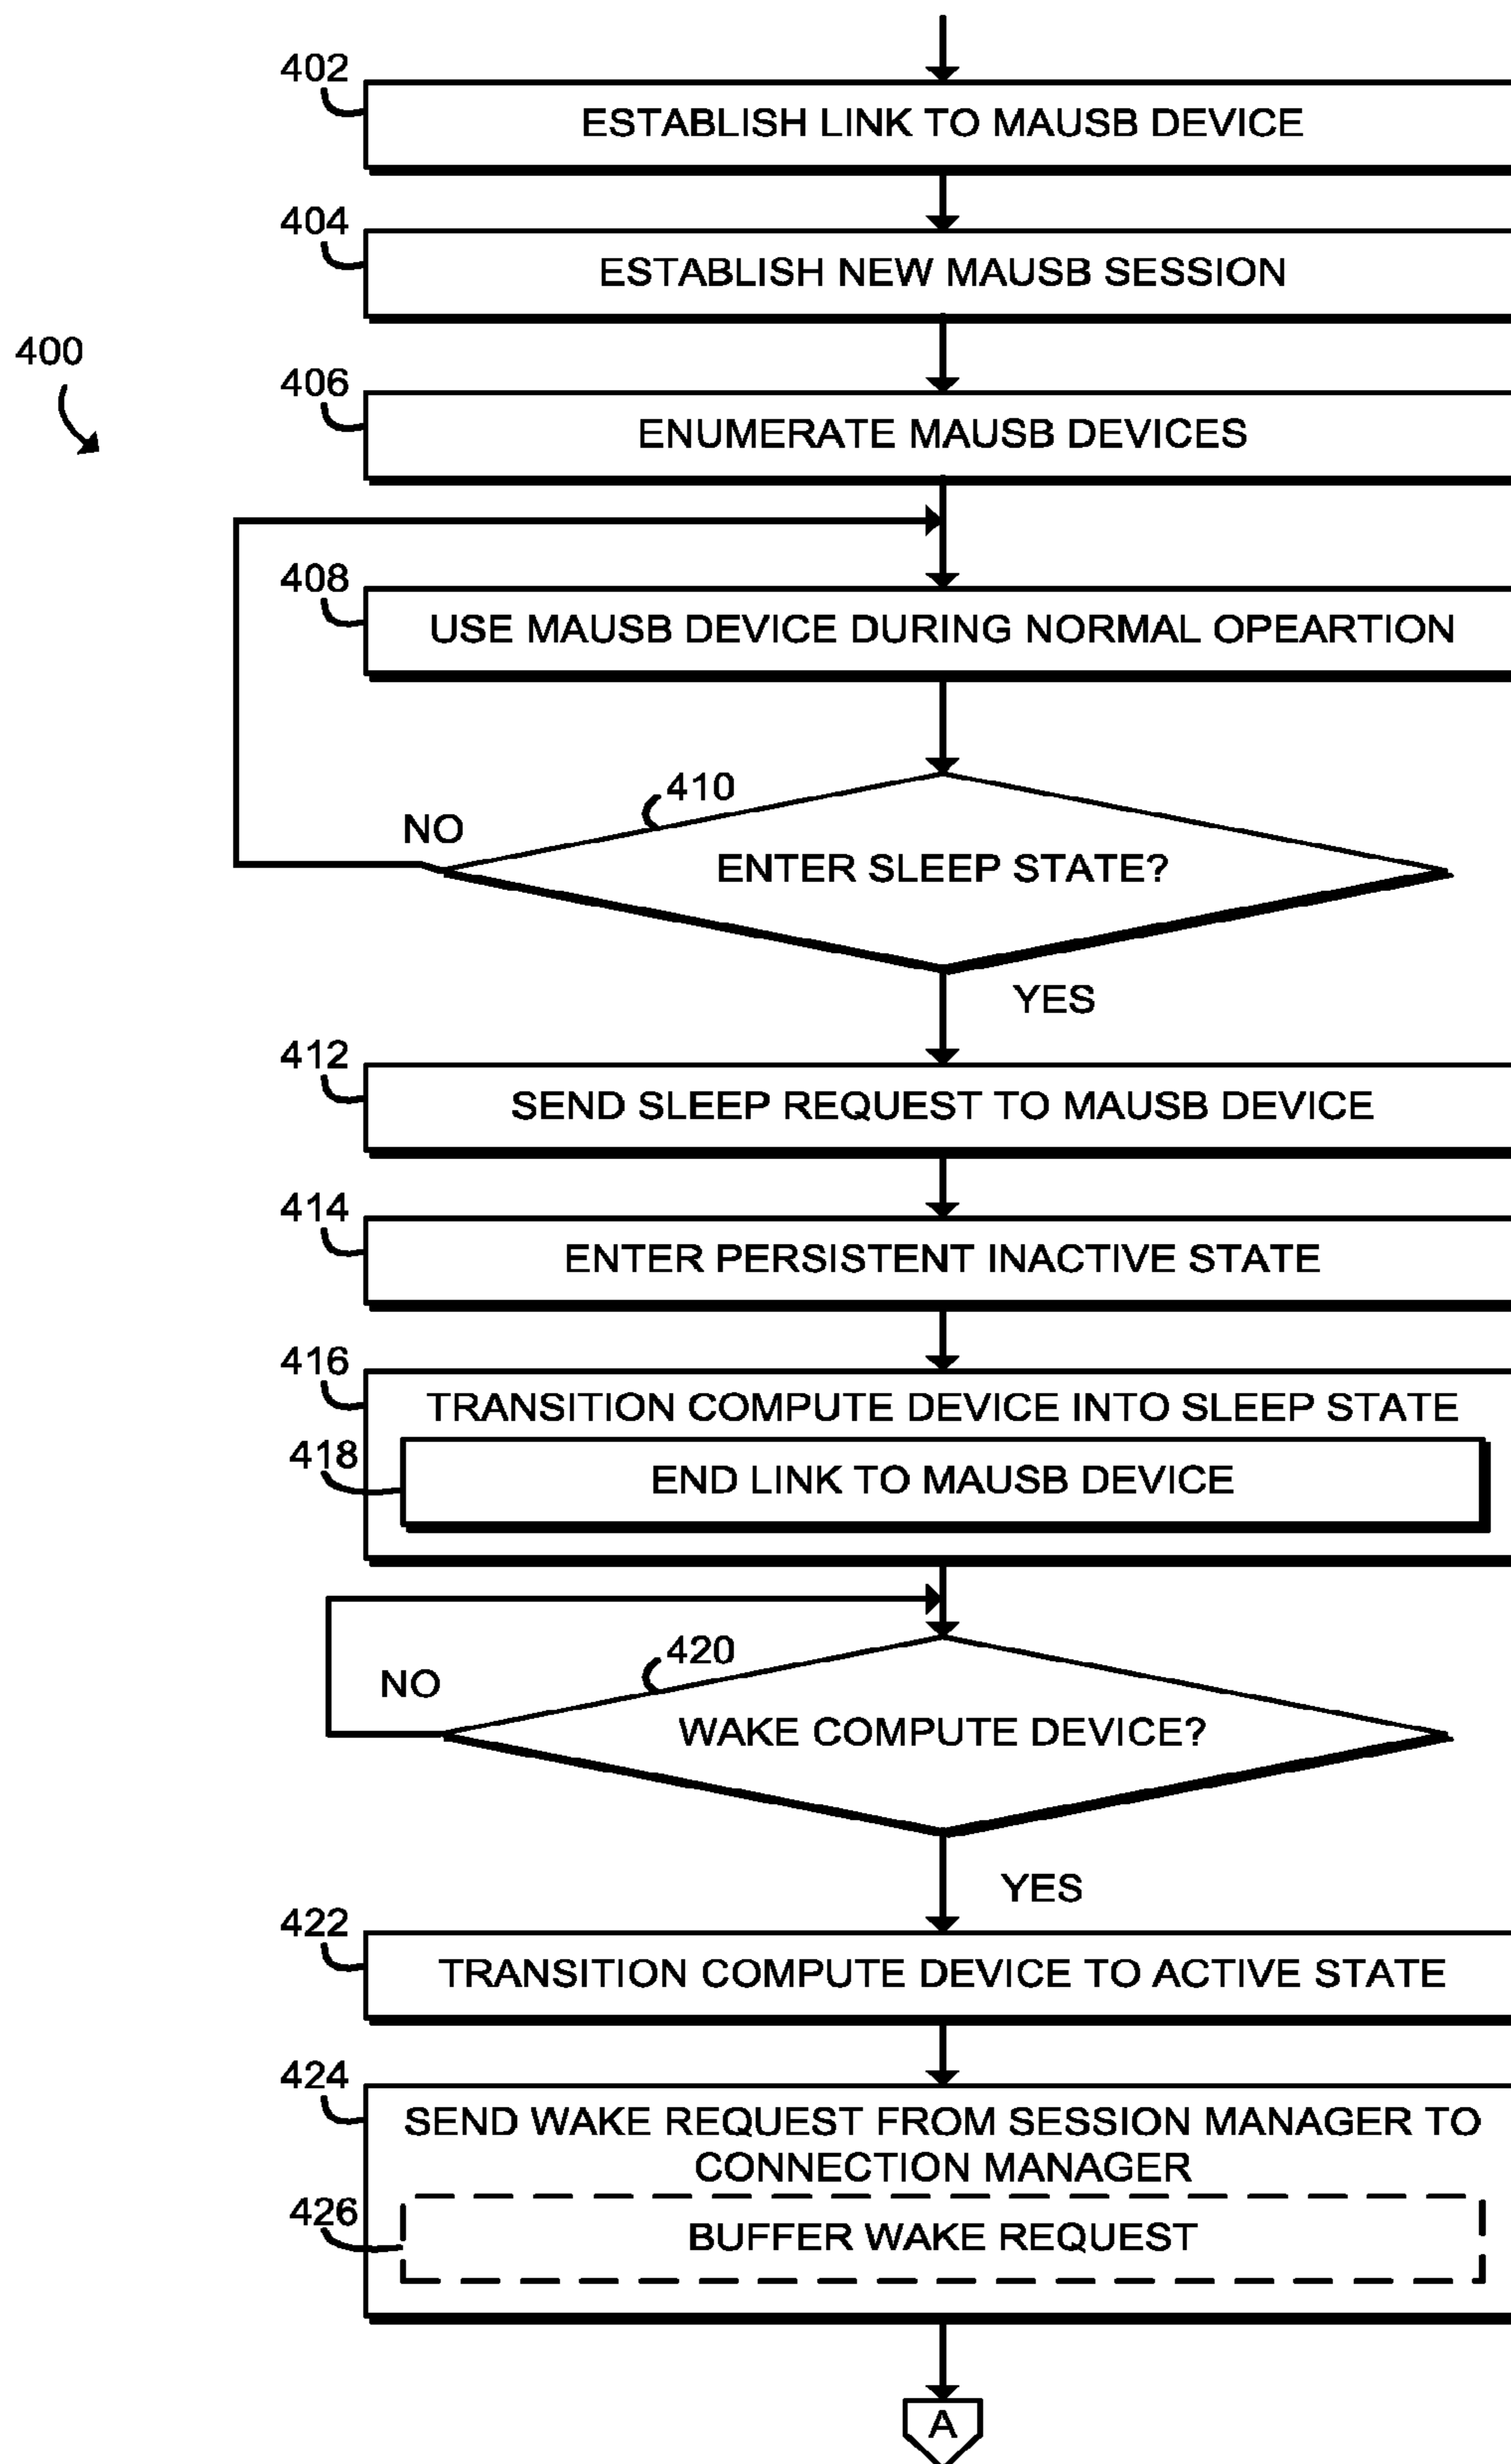 402
ESTABLISH LINK TO MAUSB DEVICE
404
ESTABLISH NEW MAUSB SESSION
400
406
ENUMERATE MAUSB DEVICES
408
USE MAUSB DEVICE DURING NORMAL OPEARTION
410
NO
ENTER SLEEP STATE?
YES
412
SEND SLEEP REQUEST TO MAUSB DEVICE
414
ENTER PERSISTENT INACTIVE STATE
416
TRANSITION COMPUTE DEVICE INTO SLEEP STATE
418
END LINK TO MAUSB DEVICE
420
NO
WAKE COMPUTE DEVICE?
YES
422
TRANSITION COMPUTE DEVICE TO ACTIVE STATE
424
SEND WAKE REQUEST FROM SESSION MANAGER TO
CONNECTION MANAGER
426
BUFFER WAKE REQUEST
A